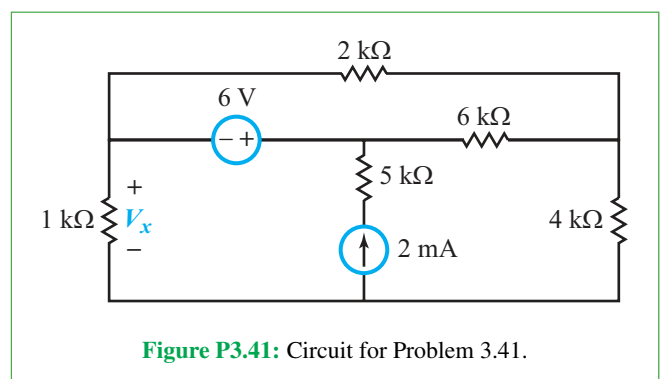 2 kΩ
6 V
6 kΩ
− +
+
5 kΩ
1 kΩ
Vx
4 kΩ
−
2 mA
Figure P3.41: Circuit for Problem 3.41.